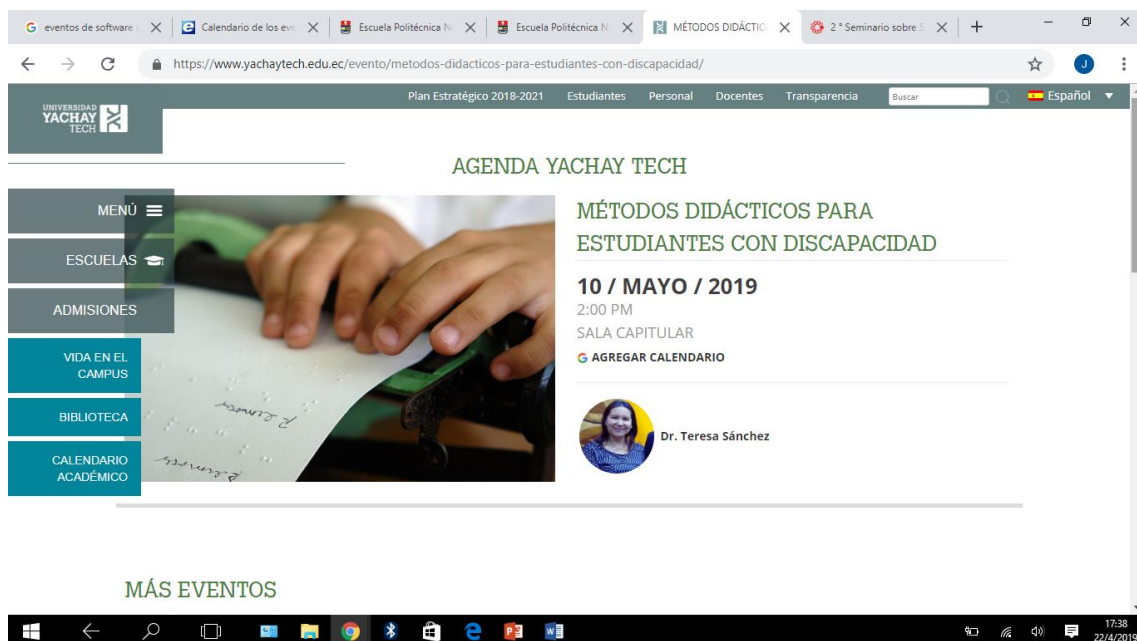 eventos de software
Calendario de los eve
Escuela Politécnica N
Escuela Politécnica N
MÉTODOS DIDÁCTIC
2 ° Seminario sobre S
https://www.yachaytech.edu.ec/evento/metodos-didacticos-para-estudiantes-con-discapacidad/
J
Plan Estratégico 2018-2021 Estudiantes Personal Docentes Transparencia Buscar Español
UNIVERSIDAD
YACHAY
TECH
AGENDA YACHAY TECH
MENÚ
ESCUELAS
ADMISIONES
VIDA EN EL
CAMPUS
BIBLIOTECA
CALENDARIO
ACADÉMICO
MÉTODOS DIDÁCTICOS PARA
ESTUDIANTES CON DISCAPACIDAD
10 / MAYO / 2019
2:00 PM
SALA CAPITULAR
AGREGAR CALENDARIO
Dr. Teresa Sánchez
MÁS EVENTOS
17:38